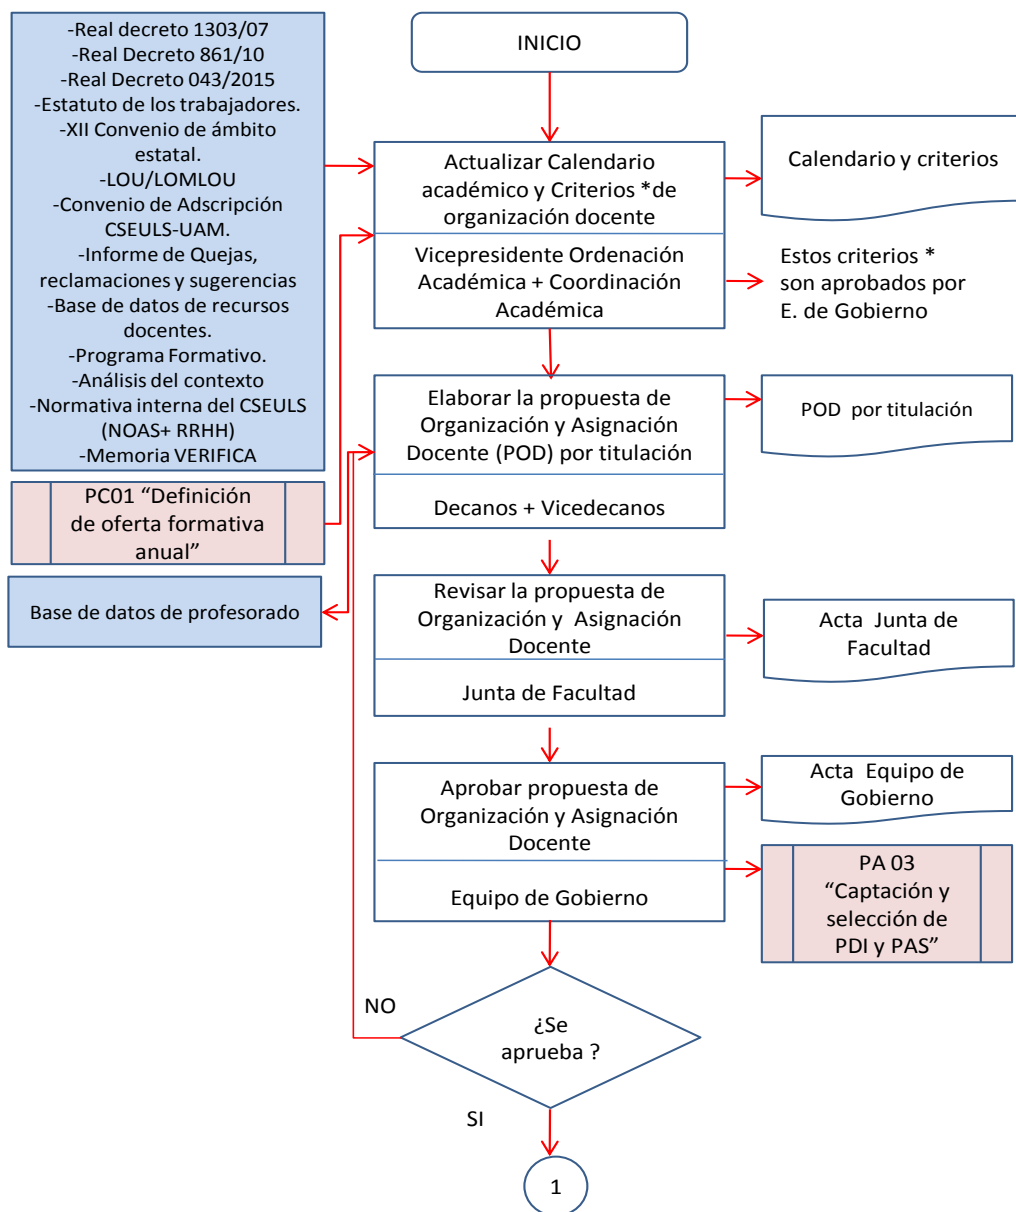 -Real decreto 1303/07
-Real Decreto 861/10
-Real Decreto 043/2015
-Estatuto de los trabajadores.
-XII Convenio de ámbito
estatal.
-LOU/LOMLOU
-Convenio de Adscripción
CSEULS-UAM.
-Informe de Quejas,
reclamaciones y sugerencias
-Base de datos de recursos
docentes.
-Programa Formativo.
-Análisis del contexto
-Normativa interna del CSEULS
(NOAS+ RRHH)
-Memoria VERIFICA
PC01 “Definición
de oferta formativa
anual”
Base de datos de profesorado
INICIO
Actualizar Calendario
académico y Criterios *de
organización docente
Vicepresidente Ordenación
Académica + Coordinación
Académica
Calendario y criterios
Estos criterios *
son aprobados por
E. de Gobierno
Elaborar la propuesta de
Organización y Asignación
Docente (POD) por titulación
Decanos + Vicedecanos
POD por titulación
Revisar la propuesta de
Organización y Asignación
Docente
Junta de Facultad
Acta Junta de
Facultad
Aprobar propuesta de
Organización y Asignación
Docente
Equipo de Gobierno
Acta Equipo de
Gobierno
PA 03
“Captación y
selección de
PDI y PAS”
NO
¿Se
aprueba ?
SI
1